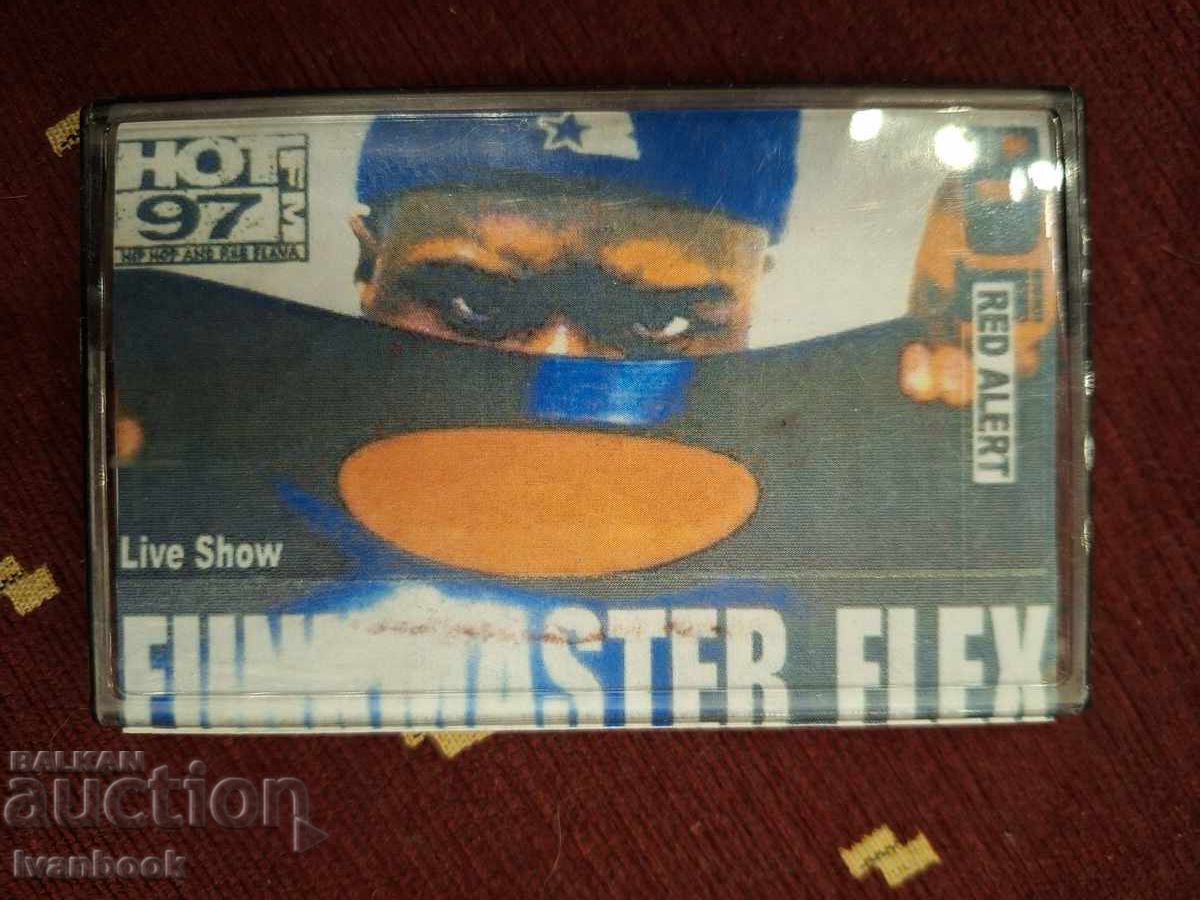 HOT
FM
97
HIP HOP AND R&B FLAVA
RED ALERT
Live Show
FUNKMASTER FLEX
BALKAN
auction
Ivanbook